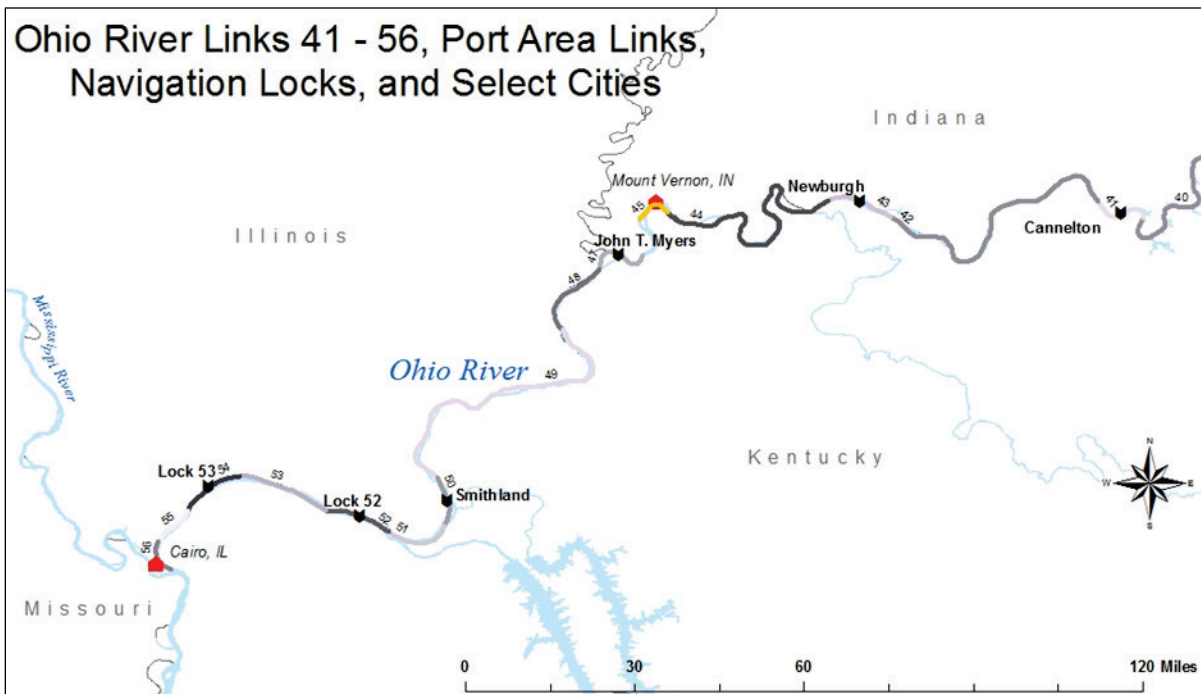 Ohio River Links 41 - 56, Port Area Links,
Navigation Locks, and Select Cities
Indiana
Mount Vernon, IN
Newburgh
45
44
43
42
41
40
Cannelton
Illinois
John T. Myers
47
48
Mississippi River
Ohio River
49
Kentucky
N
W
E
S
Lock 53
54
53
50
Smithland
Lock 52
52
51
55
56
Cairo, IL
Missouri
0
30
60
120 Miles